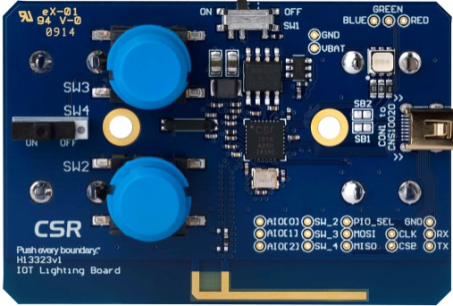 eX-01
94 V-0
0914
ON OFF
SW1
GREEN
BLUE RED
GND
VBAT
SW3
SW4
ON OFF
SW2
SB2
SB1
CON1 to
CNS10020
CSR
Push every boundary.
H13323v1
IOT Lighting Board
AIO[0] SW_2 PIO_SEL GND
AIO[1] SW_3 MOSI CLK RX
AIO[2] SW_4 MISO CS# TX